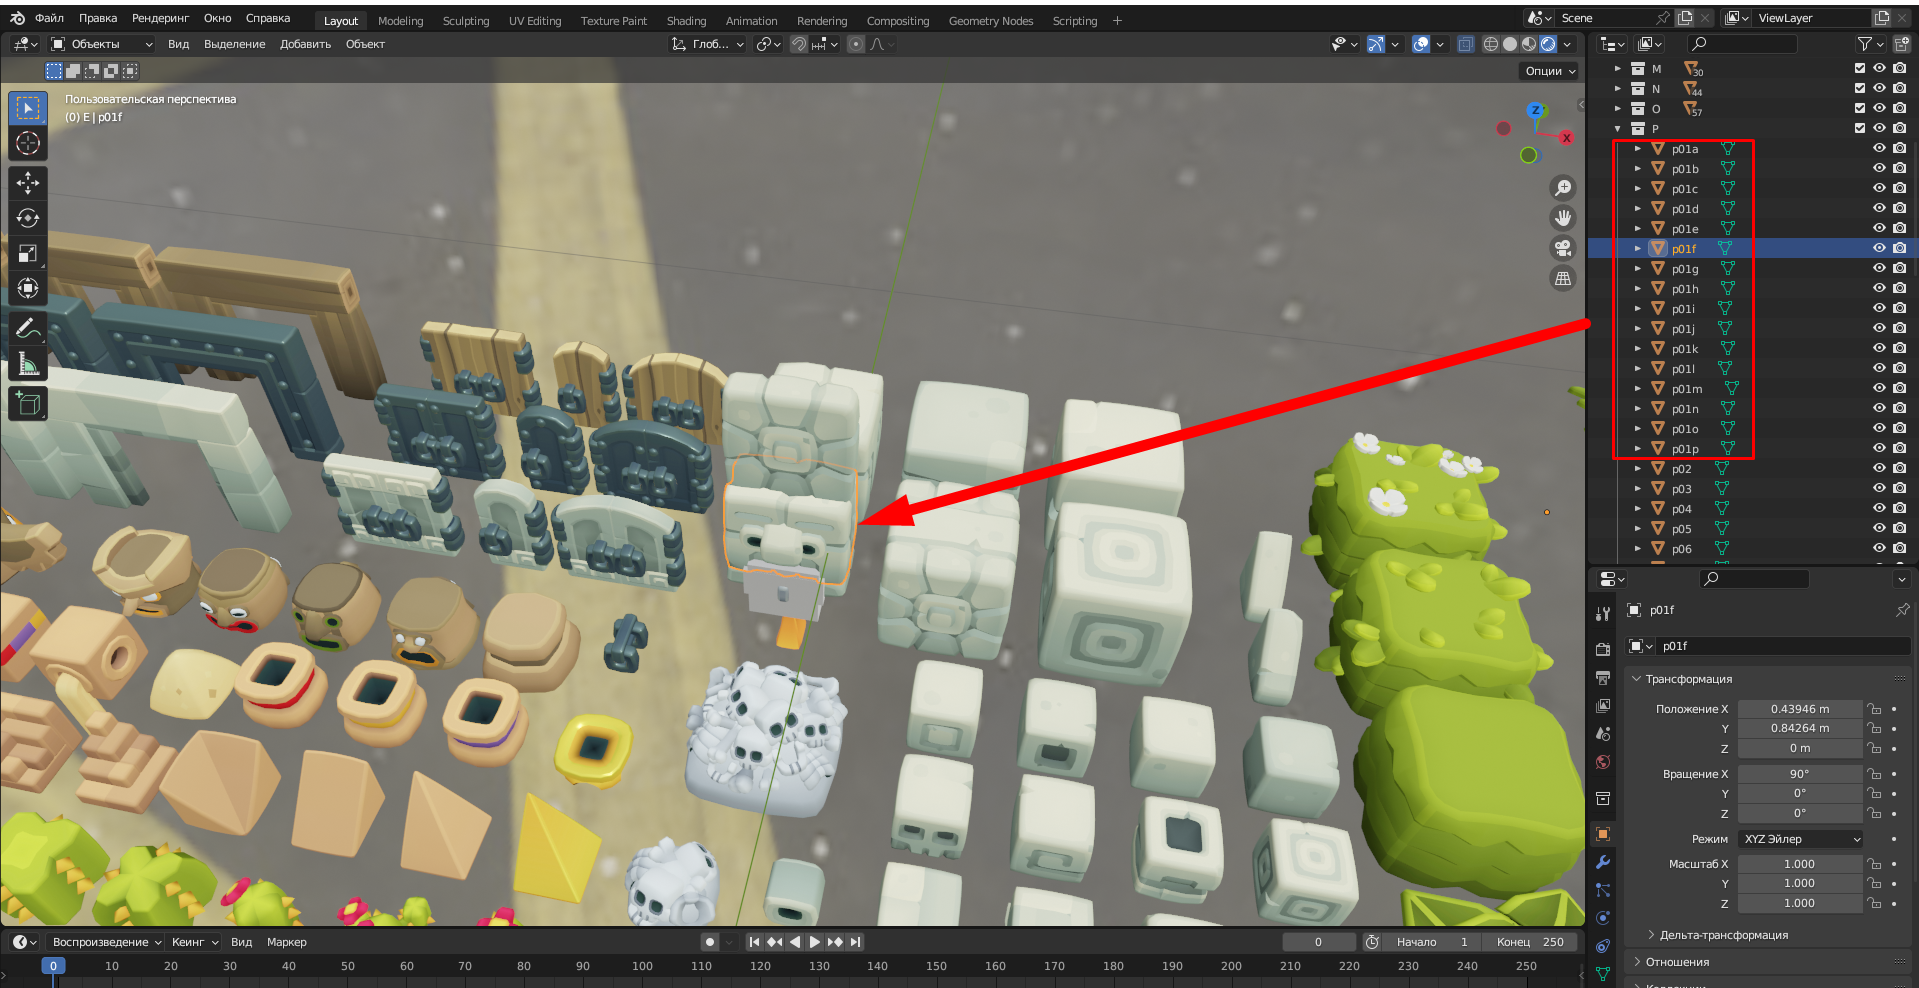 Файл Правка Рендеринг Окно Справка Layout Modeling Sculpting UV Editing Texture Paint Shading Animation Rendering Compositing Geometry Nodes Scripting + Scene ViewLayer
Объекты Вид Выделение Добавить Объект Глоб...
Опции
Пользовательская перспектива
(0) E | p01f
Z
X
M 30
N 44
O 57
P
p01a
p01b
p01c
p01d
p01e
p01f
p01g
p01h
p01i
p01j
p01k
p01l
p01m
p01n
p01o
p01p
p02
p03
p04
p05
p06
p01f
p01f
Трансформация
Положение X 0.43946 m
Y 0.84264 m
Z 0 m
Вращение X 90°
Y 0°
Z 0°
Режим XYZ Эйлер
Масштаб X 1.000
Y 1.000
Z 1.000
Дельта-трансформация
Отношения
Воспроизведение Кеинг Вид Маркер 0 Начало 1 Конец 250
0 10 20 30 40 50 60 70 80 90 100 110 120 130 140 150 160 170 180 190 200 210 220 230 240 250